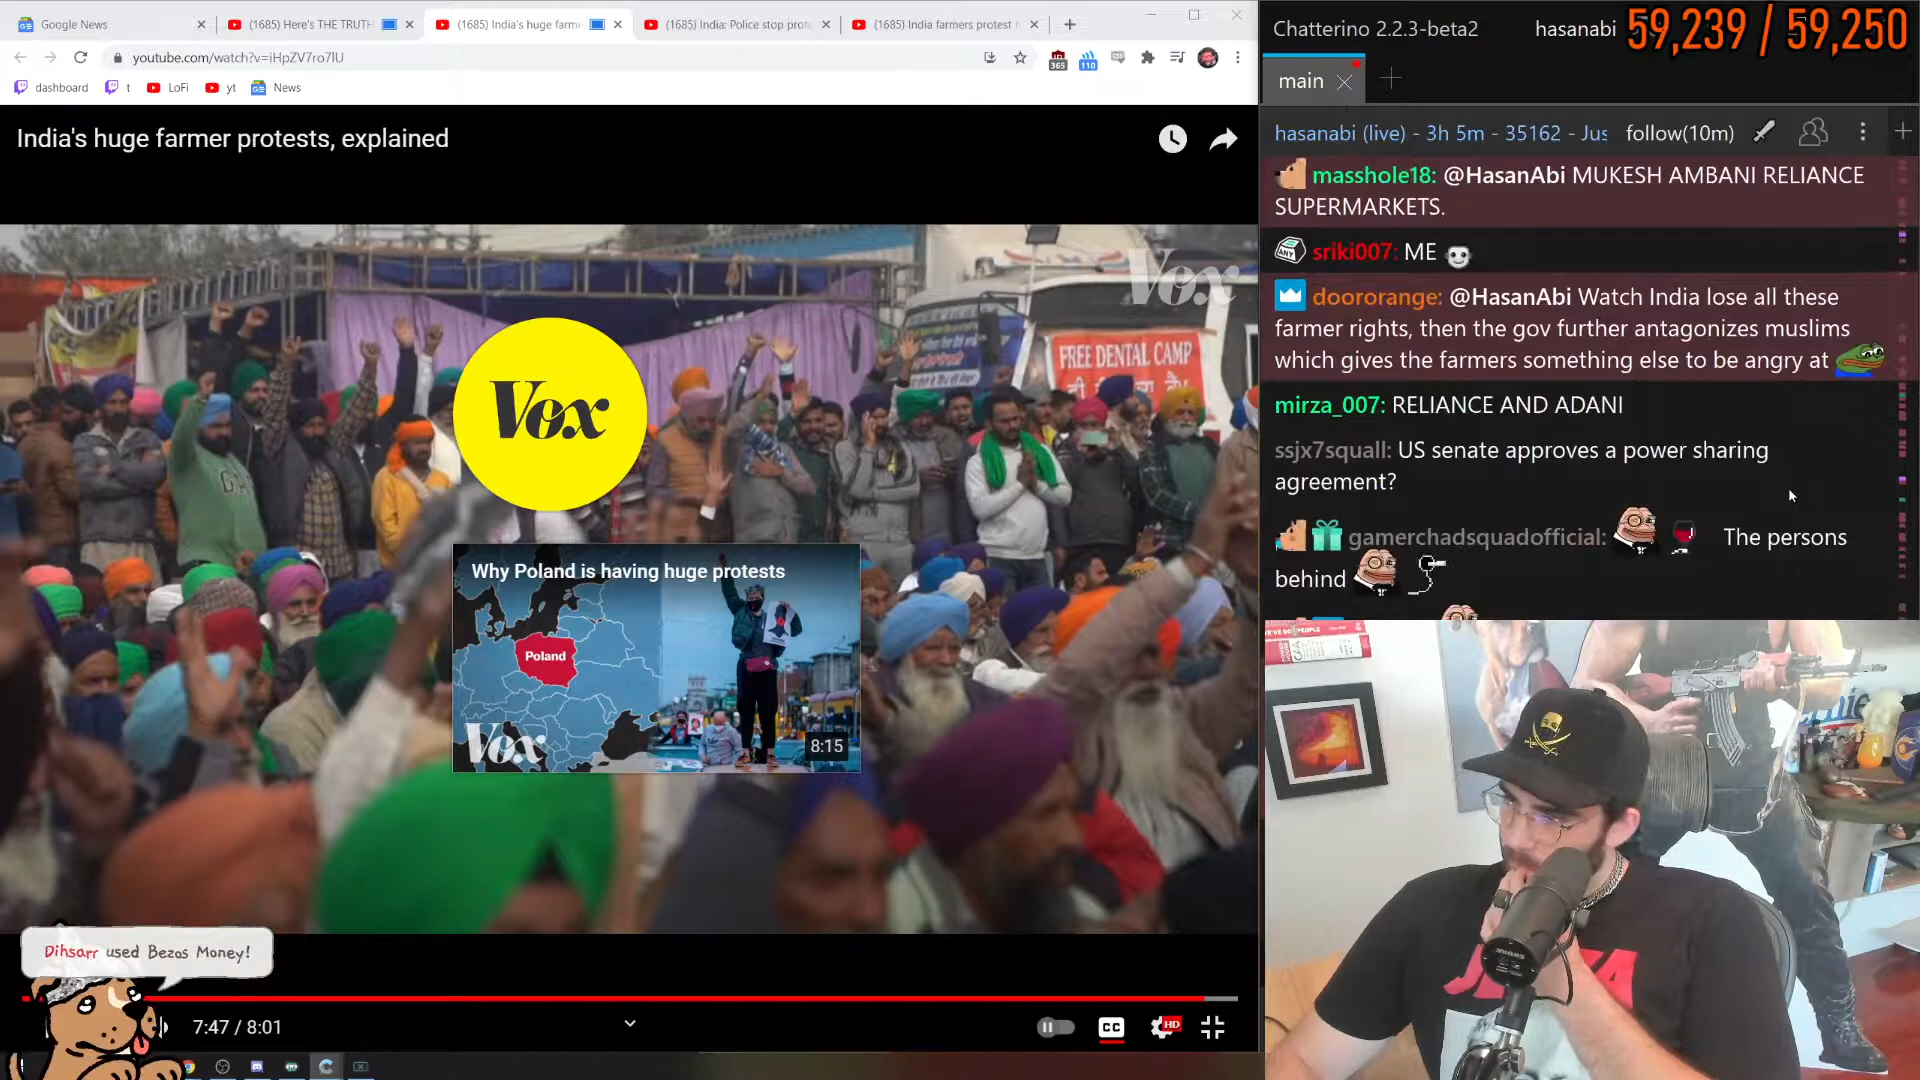 Google News
(1685) Here's THE TRUTH
(1685) India's huge farme
(1685) India: Police stop prote
(1685) India farmers protest
youtube.com/watch?v=iHpZV7ro7IU
365
110
dashboard
t
LoFi
yt
News
India's huge farmer protests, explained
Vox
FREE DENTAL CAMP
Vox
Why Poland is having huge protests
Poland
Vox
8:15
Dihsarr used Bezos Money!
7:47 / 8:01
CC
HD
Chatterino 2.2.3-beta2
hasanabi
59,239 / 59,250
main
hasanabi (live) - 3h 5m - 35162 - Jus
follow(10m)
masshole18: @HasanAbi MUKESH AMBANI RELIANCE
SUPERMARKETS.
ANY
sriki007: ME
doororange: @HasanAbi Watch India lose all these
farmer rights, then the gov further antagonizes muslims
which gives the farmers something else to be angry at
mirza_007: RELIANCE AND ADANI
ssjx7squall: US senate approves a power sharing
agreement?
gamerchadsquadofficial: The persons
behind